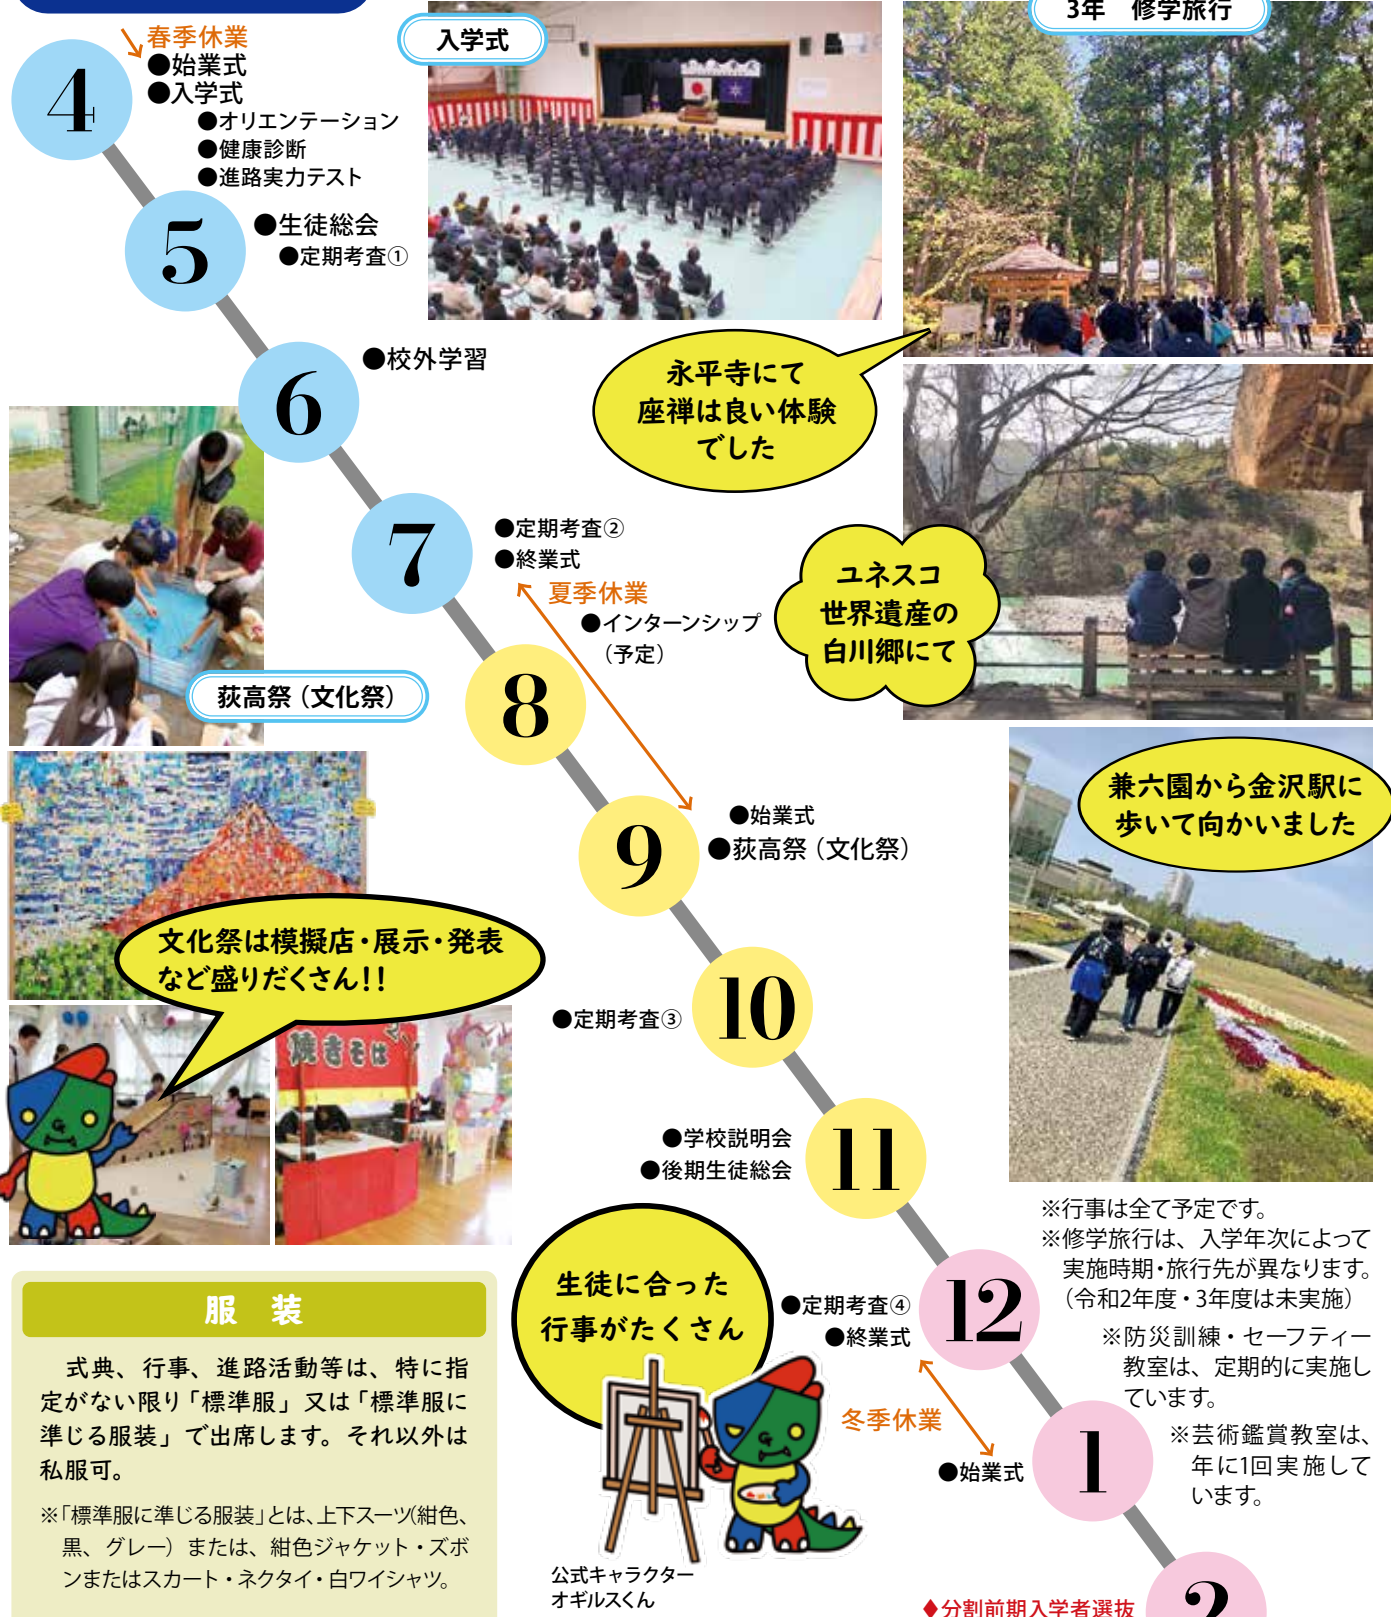 3年　修学旅行
入学式
春季休業
4
●始業式
●入学式
●オリエンテーション
●健康診断
●進路実力テスト
5
●生徒総会
●定期考査①
6
●校外学習
永平寺にて
座禅は良い体験
でした
7
●定期考査②
●終業式
夏季休業
●インターンシップ
（予定）
ユネスコ
世界遺産の
白川郷にて
荻高祭（文化祭）
8
兼六園から金沢駅に
歩いて向かいました
9
●始業式
●荻高祭（文化祭）
文化祭は模擬店・展示・発表
など盛りだくさん!!
焼きそば
10
●定期考査③
11
●学校説明会
●後期生徒総会
※行事は全て予定です。
※修学旅行は、入学年次によって
実施時期・旅行先が異なります。
（令和2年度・3年度は未実施）
※防災訓練・セーフティー
教室は、定期的に実施し
ています。
※芸術鑑賞教室は、
年に1回実施して
います。
生徒に合った
行事がたくさん
12
●定期考査④
●終業式
冬季休業
1
●始業式
服　装
式典、行事、進路活動等は、特に指
定がない限り「標準服」又は「標準服に
準じる服装」で出席します。それ以外は
私服可。
※「標準服に準じる服装」とは、上下スーツ(紺色、
黒、グレー）または、紺色ジャケット・ズボ
ンまたはスカート・ネクタイ・白ワイシャツ。
公式キャラクター
オギルスくん
2
◆分割前期入学者選抜